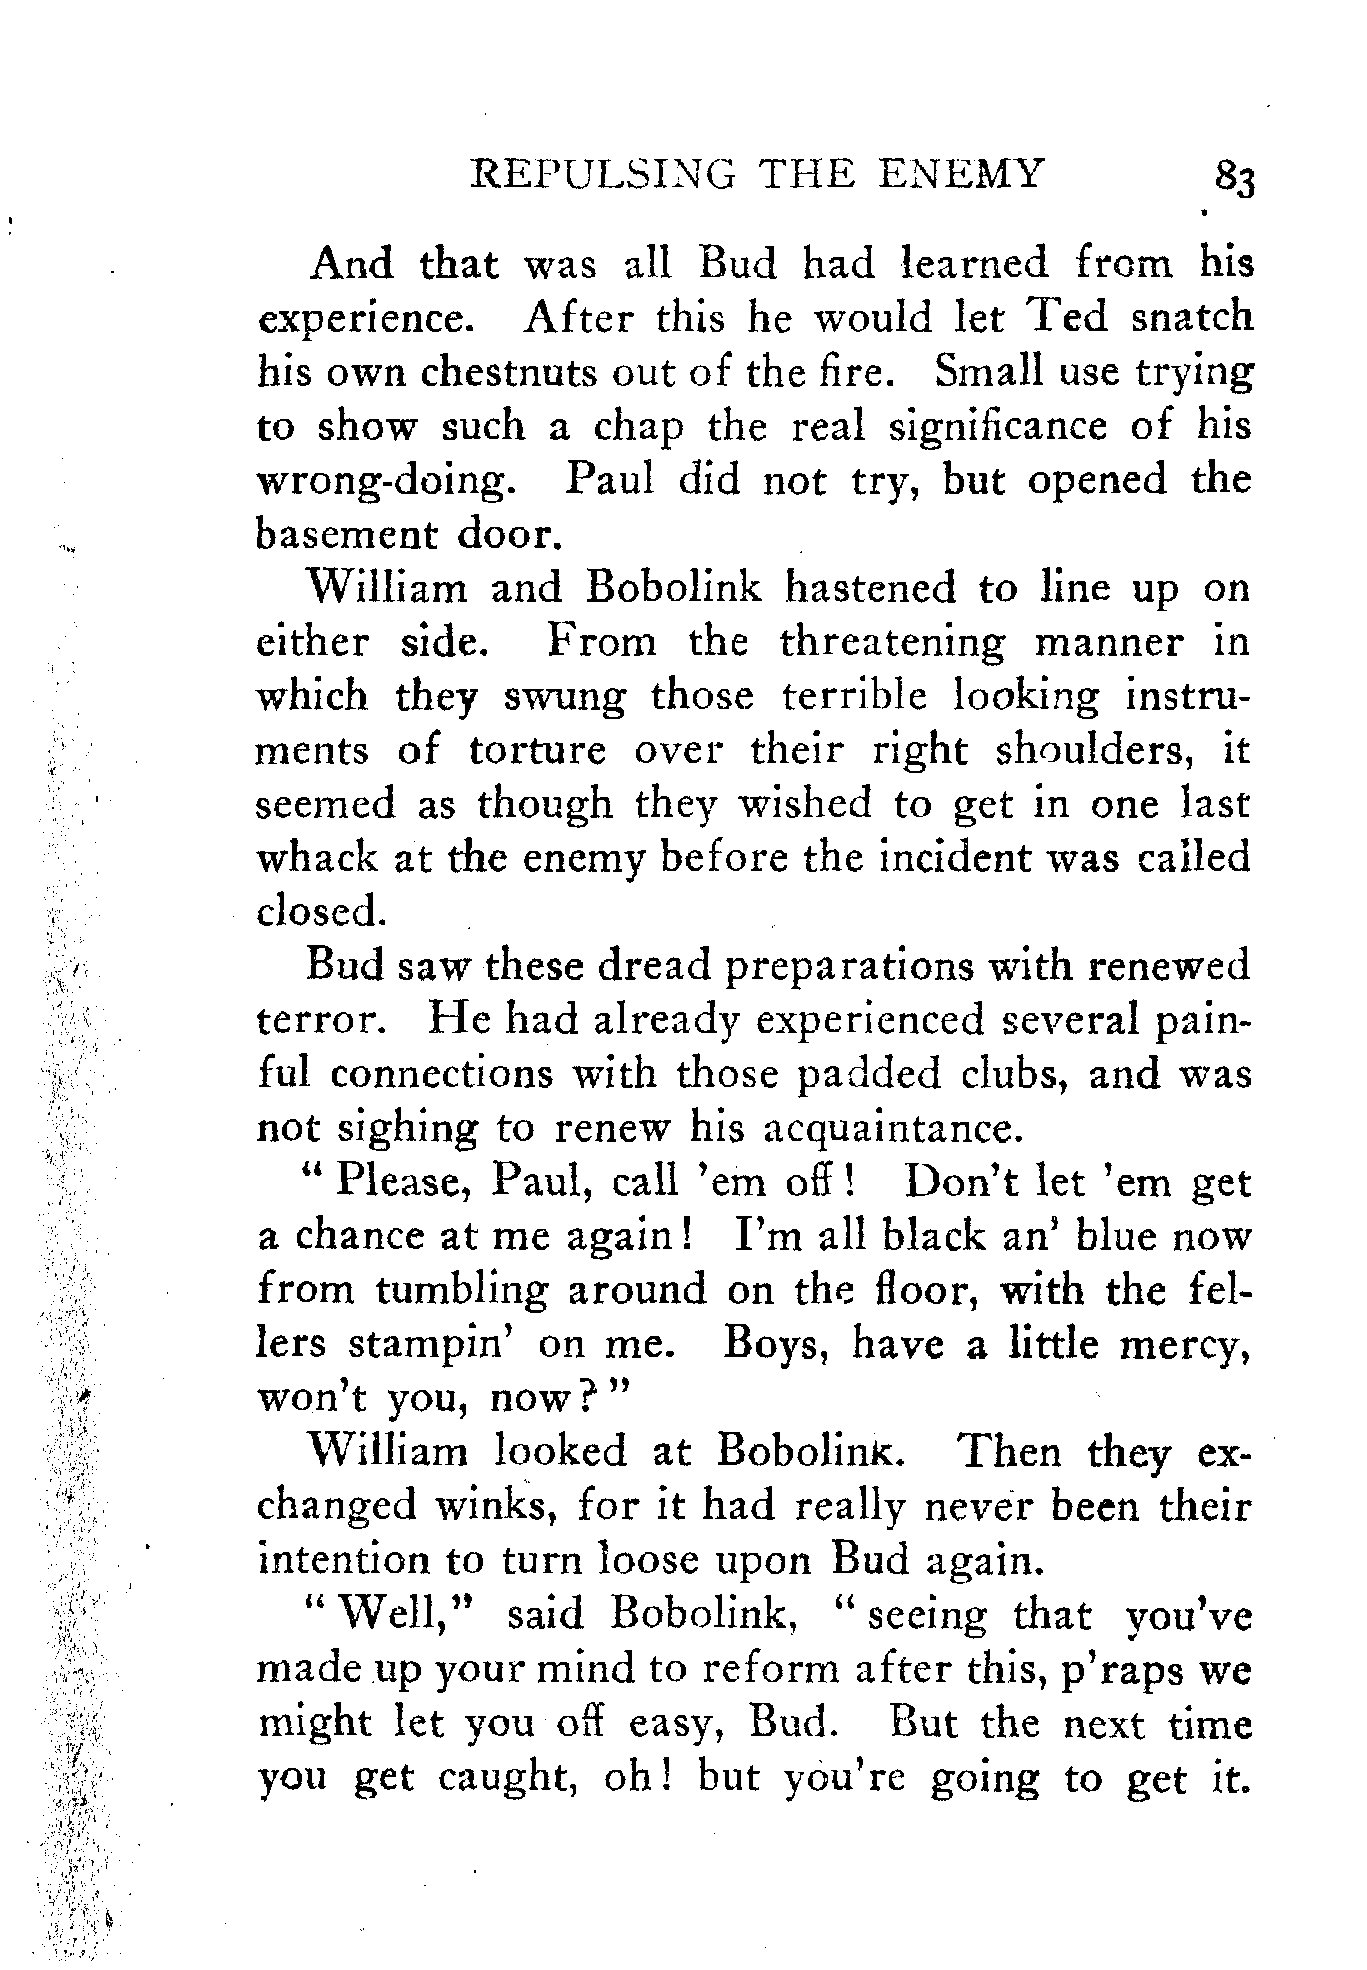 REPULSING THE ENEMY 83
And that was all Bud had learned from his
experience. After this he would let Ted snatch
his own chestnuts out of the fire. Small use trying
to show such a chap the real significance of his
wrong-doing. Paul did not try, but opened the
basement door.
William and Bobolink hastened to line up on
either side. From the threatening manner in
which they swung those terrible looking instru-
ments of torture over their right shoulders, it
seemed as though they wished to get in one last
whack at the enemy before the incident was called
closed.
Bud saw these dread preparations with renewed
terror. He had already experienced several pain-
ful connections with those padded clubs, and was
not sighing to renew his acquaintance.
“ Please, Paul, call ’em off ! Don’t let ’em get
a chance at me again ! I’m all black an’ blue now
from tumbling around on the floor, with the fel-
lers stampin’ on me. Boys, have a little mercy,
won’t you, now ? ”
William looked at Bobolink. Then they ex-
changed winks, for it had really never been their
intention to turn loose upon Bud again.
“ Well,” said Bobolink, “ seeing that you’ve
made up your mind to reform after this, p’raps we
might let you off easy, Bud. But the next time
you get caught, oh ! but you’re going to get it.